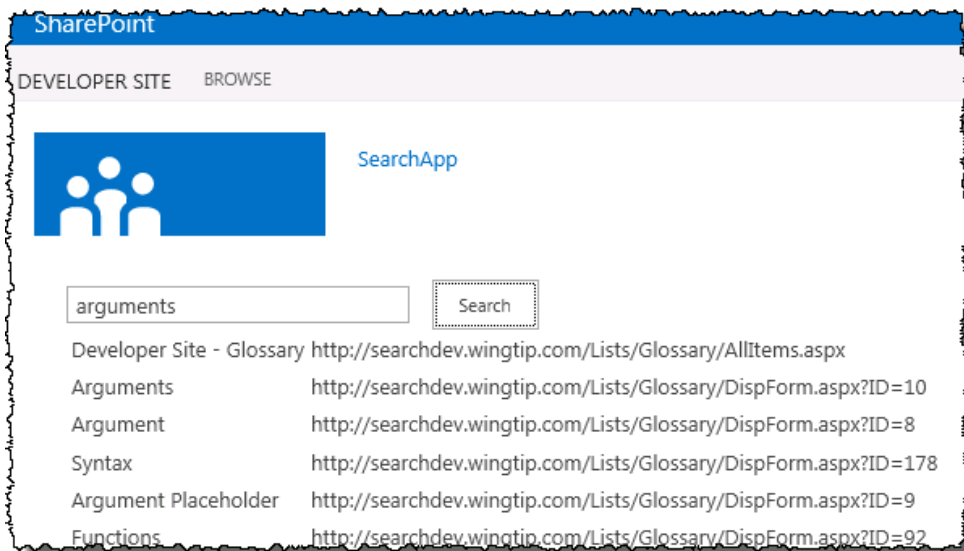 SharePoint
DEVELOPER SITE BROWSE
SearchApp
arguments Search
Developer Site - Glossary http://searchdev.wingtip.com/Lists/Glossary/AllItems.aspx
Arguments http://searchdev.wingtip.com/Lists/Glossary/DispForm.aspx?ID=10
Argument http://searchdev.wingtip.com/Lists/Glossary/DispForm.aspx?ID=8
Syntax http://searchdev.wingtip.com/Lists/Glossary/DispForm.aspx?ID=178
Argument Placeholder http://searchdev.wingtip.com/Lists/Glossary/DispForm.aspx?ID=9
Functions http://searchdev.wingtip.com/Lists/Glossary/DispForm.aspx?ID=92